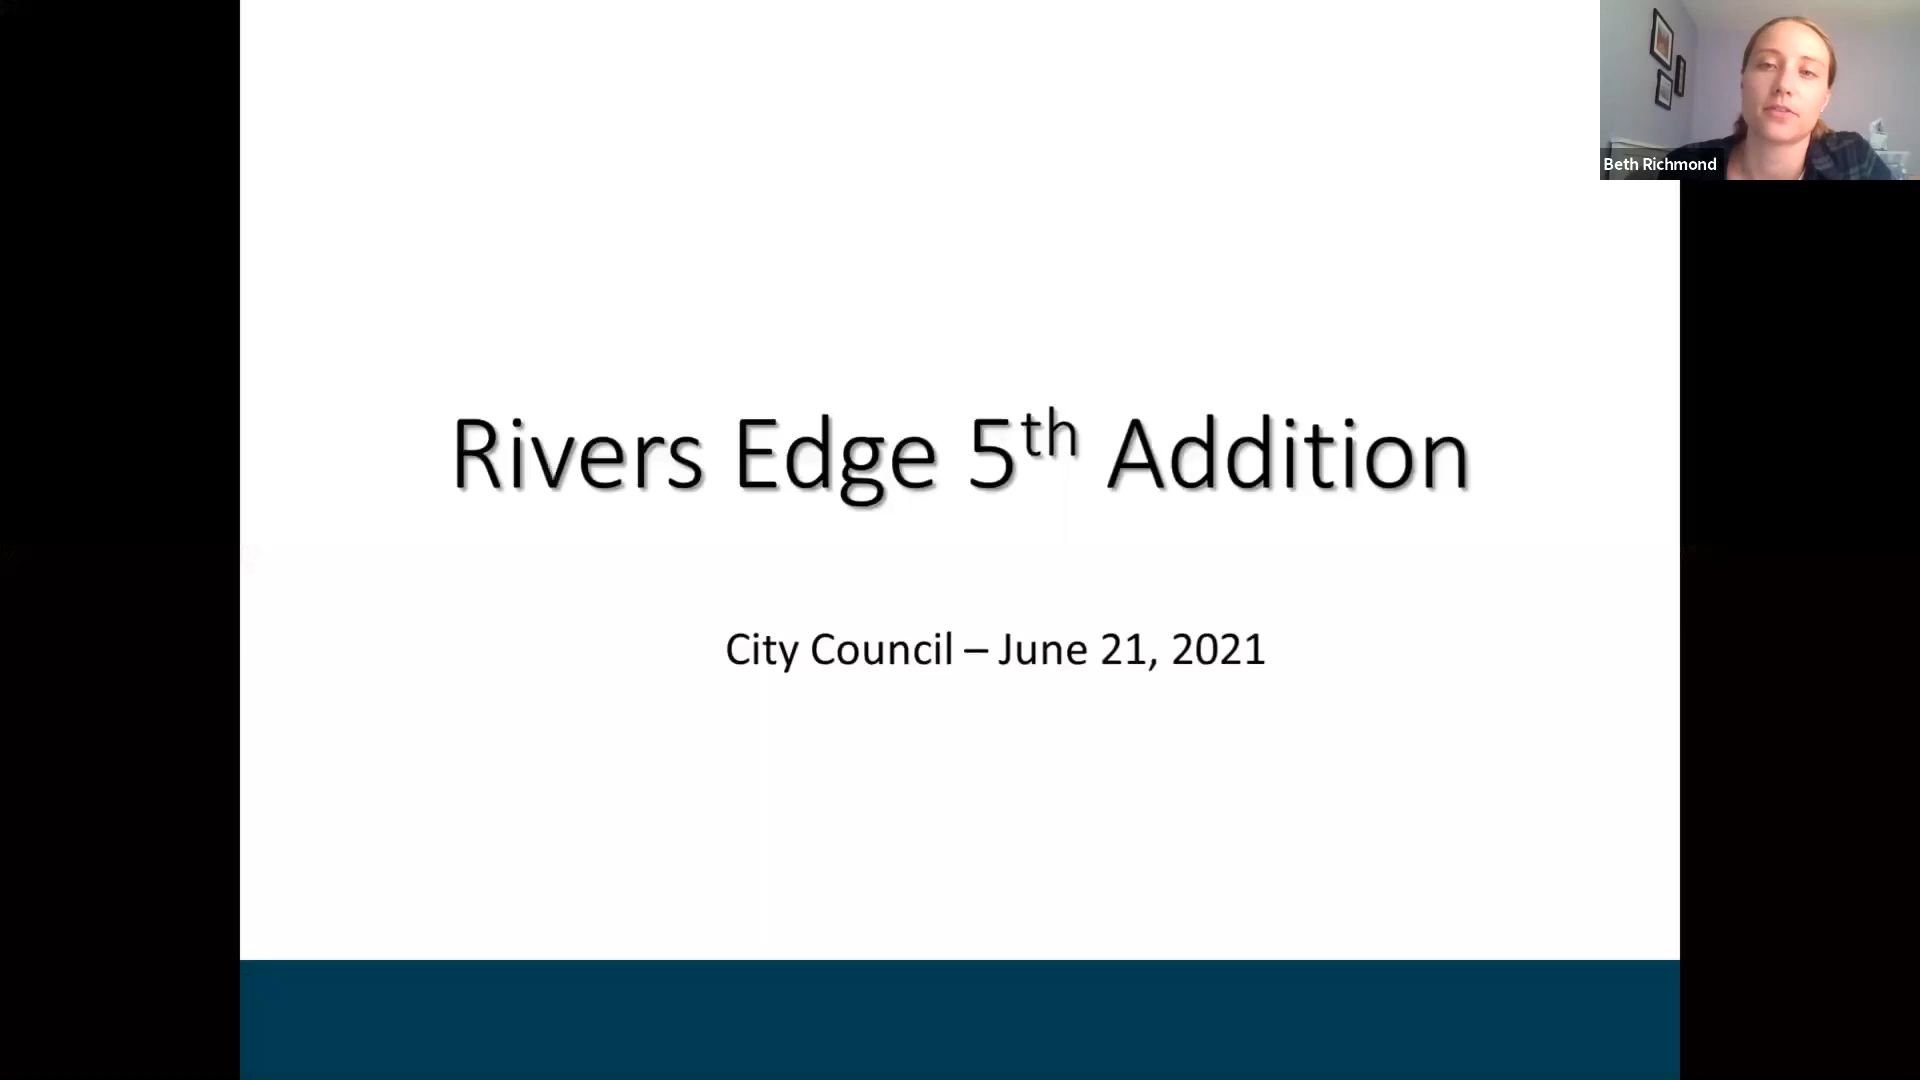 Beth Richmond
Rivers Edge 5th Addition
City Council – June 21, 2021